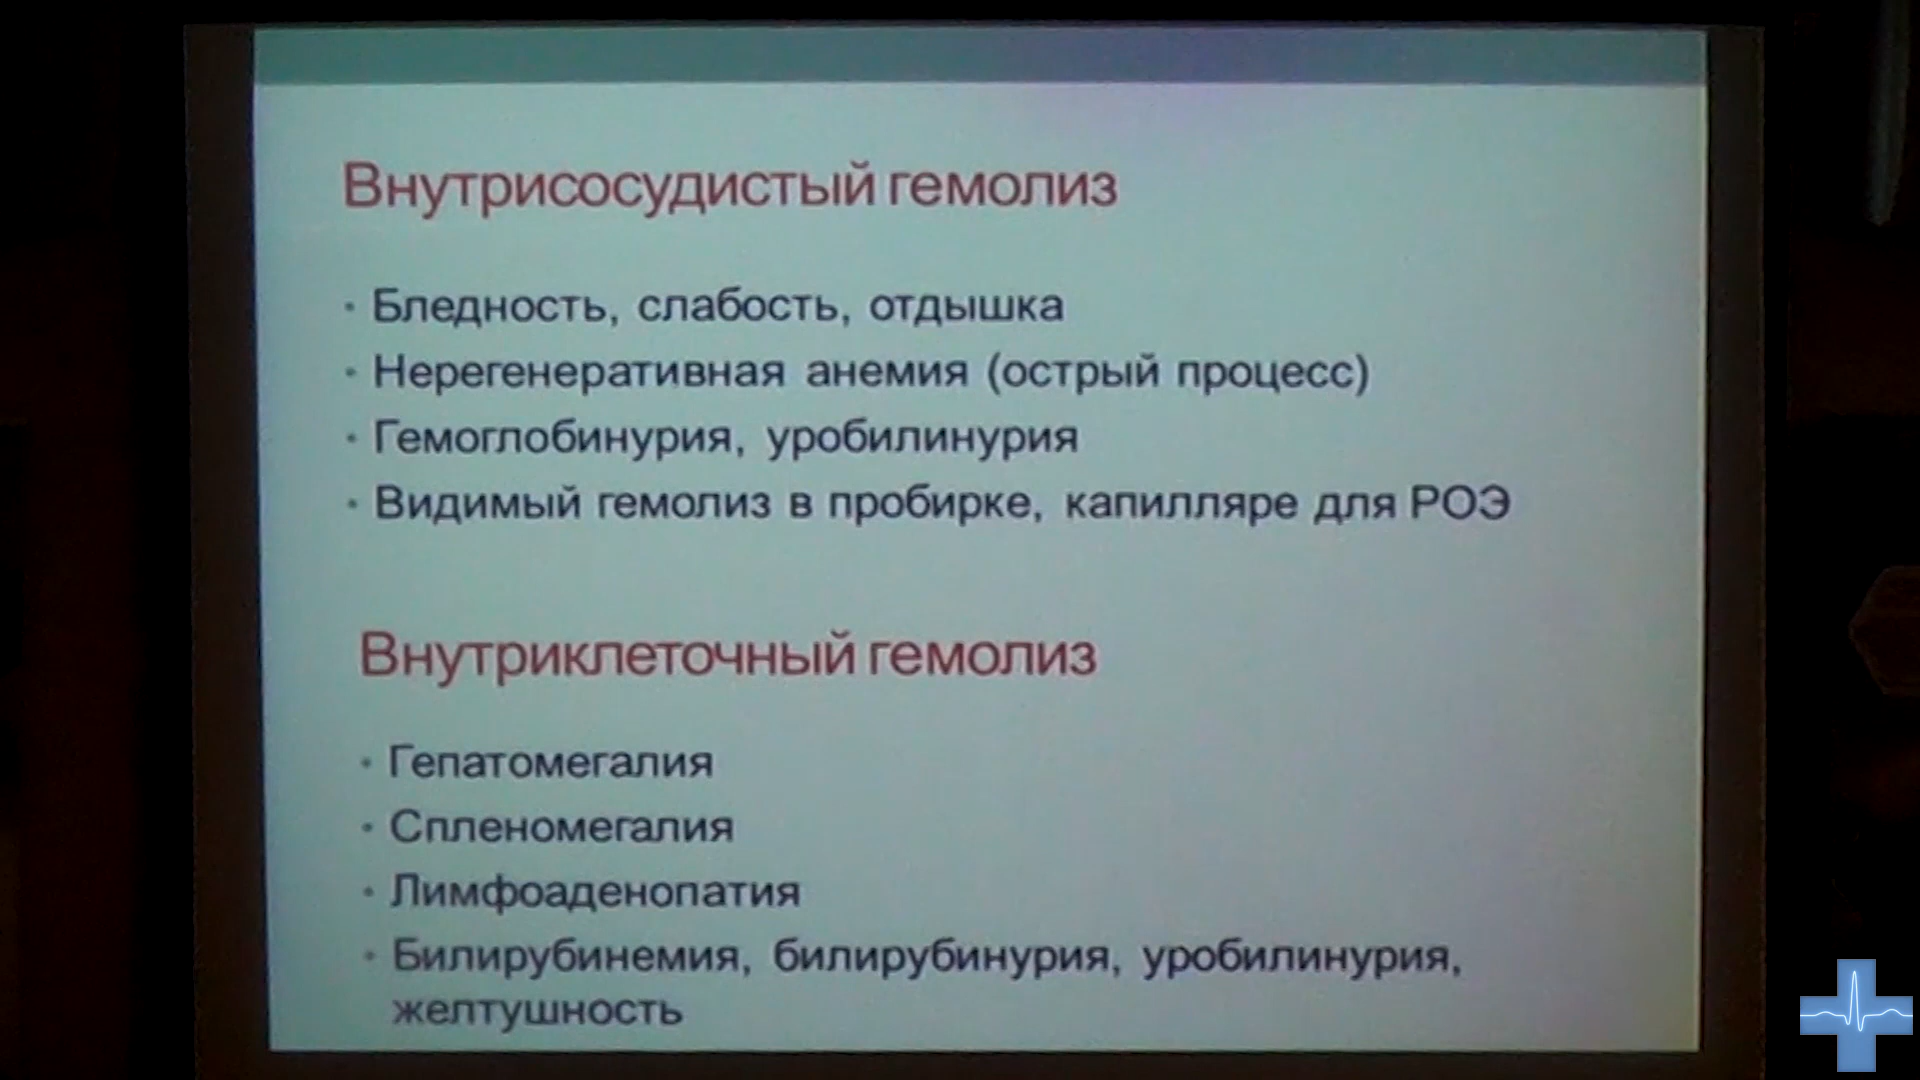 Внутрисосудистый гемолиз
• Бледность, слабость, отдышка
• Нерегенеративная анемия (острый процесс)
• Гемоглобинурия, уробилинурия
• Видимый гемолиз в пробирке, капилляре для РОЭ
Внутриклеточный гемолиз
• Гепатомегалия
• Спленомегалия
• Лимфоаденопатия
• Билирубинемия, билирубинурия, уробилинурия,
желтушность